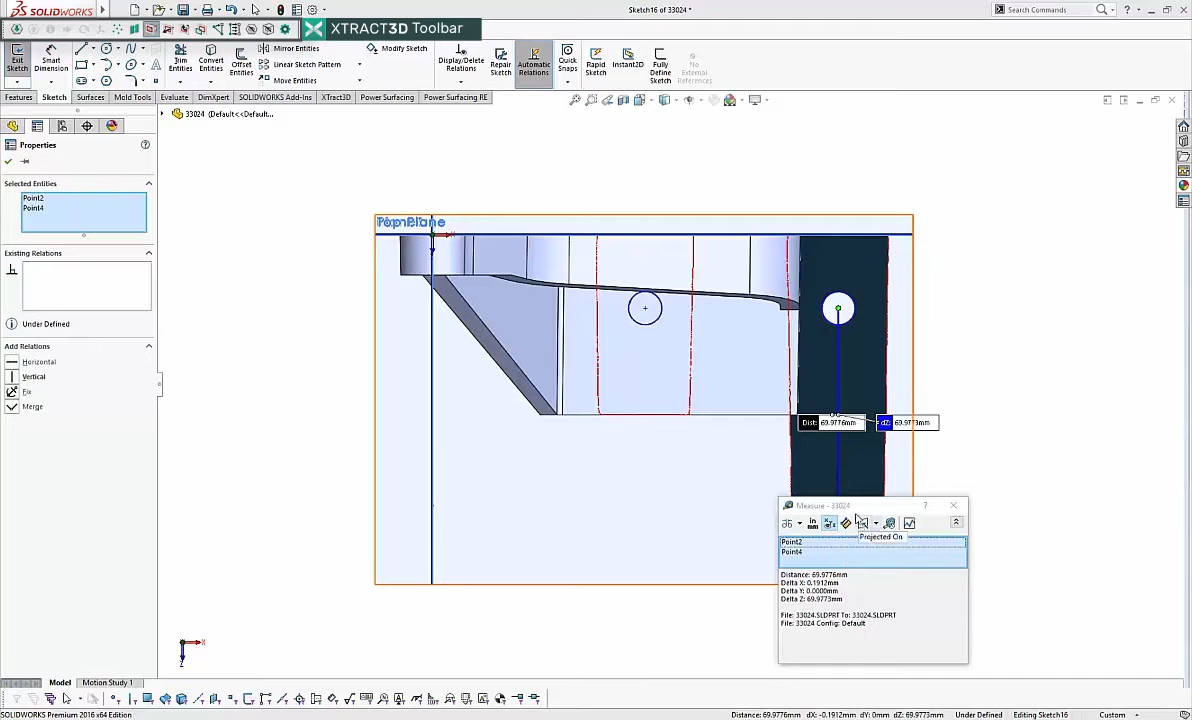 SOLIDWORKS
Sketch16 of 33024 *
Search Commands
XTRACT3D Toolbar
Exit Sketch
Smart Dimension
Trim Entities
Convert Entities
Offset Entities
Mirror Entities
Linear Sketch Pattern
Move Entities
Display/Delete Relations
Repair Sketch
Automatic Relations
Quick Snaps
Rapid Sketch
Instant2D
Fully Define Sketch
No External References
Modify Sketch
Features
Sketch
Surfaces
Mold Tools
Evaluate
DimXpert
SOLIDWORKS Add-Ins
XTract3D
Power Surfacing
Power Surfacing RE
33024 (Default<<Default...
Properties
Selected Entities
Point2
Point4
Existing Relations
Under Defined
Add Relations
Horizontal
Vertical
Fix
Merge
Top Plane
Dist: 69.9776mm
dZ: 69.9773mm
Measure - 33024
Projected On
Point2
Point4
Distance: 69.9776mm
Delta X: 0.1912mm
Delta Y: 0.0000mm
Delta Z: 69.9773mm
File: 33024.SLDPRT To: 33024.SLDPRT
File: 33024 Config: Default
X
Z
Model
Motion Study 1
SOLIDWORKS Premium 2016 x64 Edition
Distance: 69.9776mm dX: -0.1912mm dY: 0mm dZ: 69.9773mm
Under Defined
Editing Sketch16
Custom